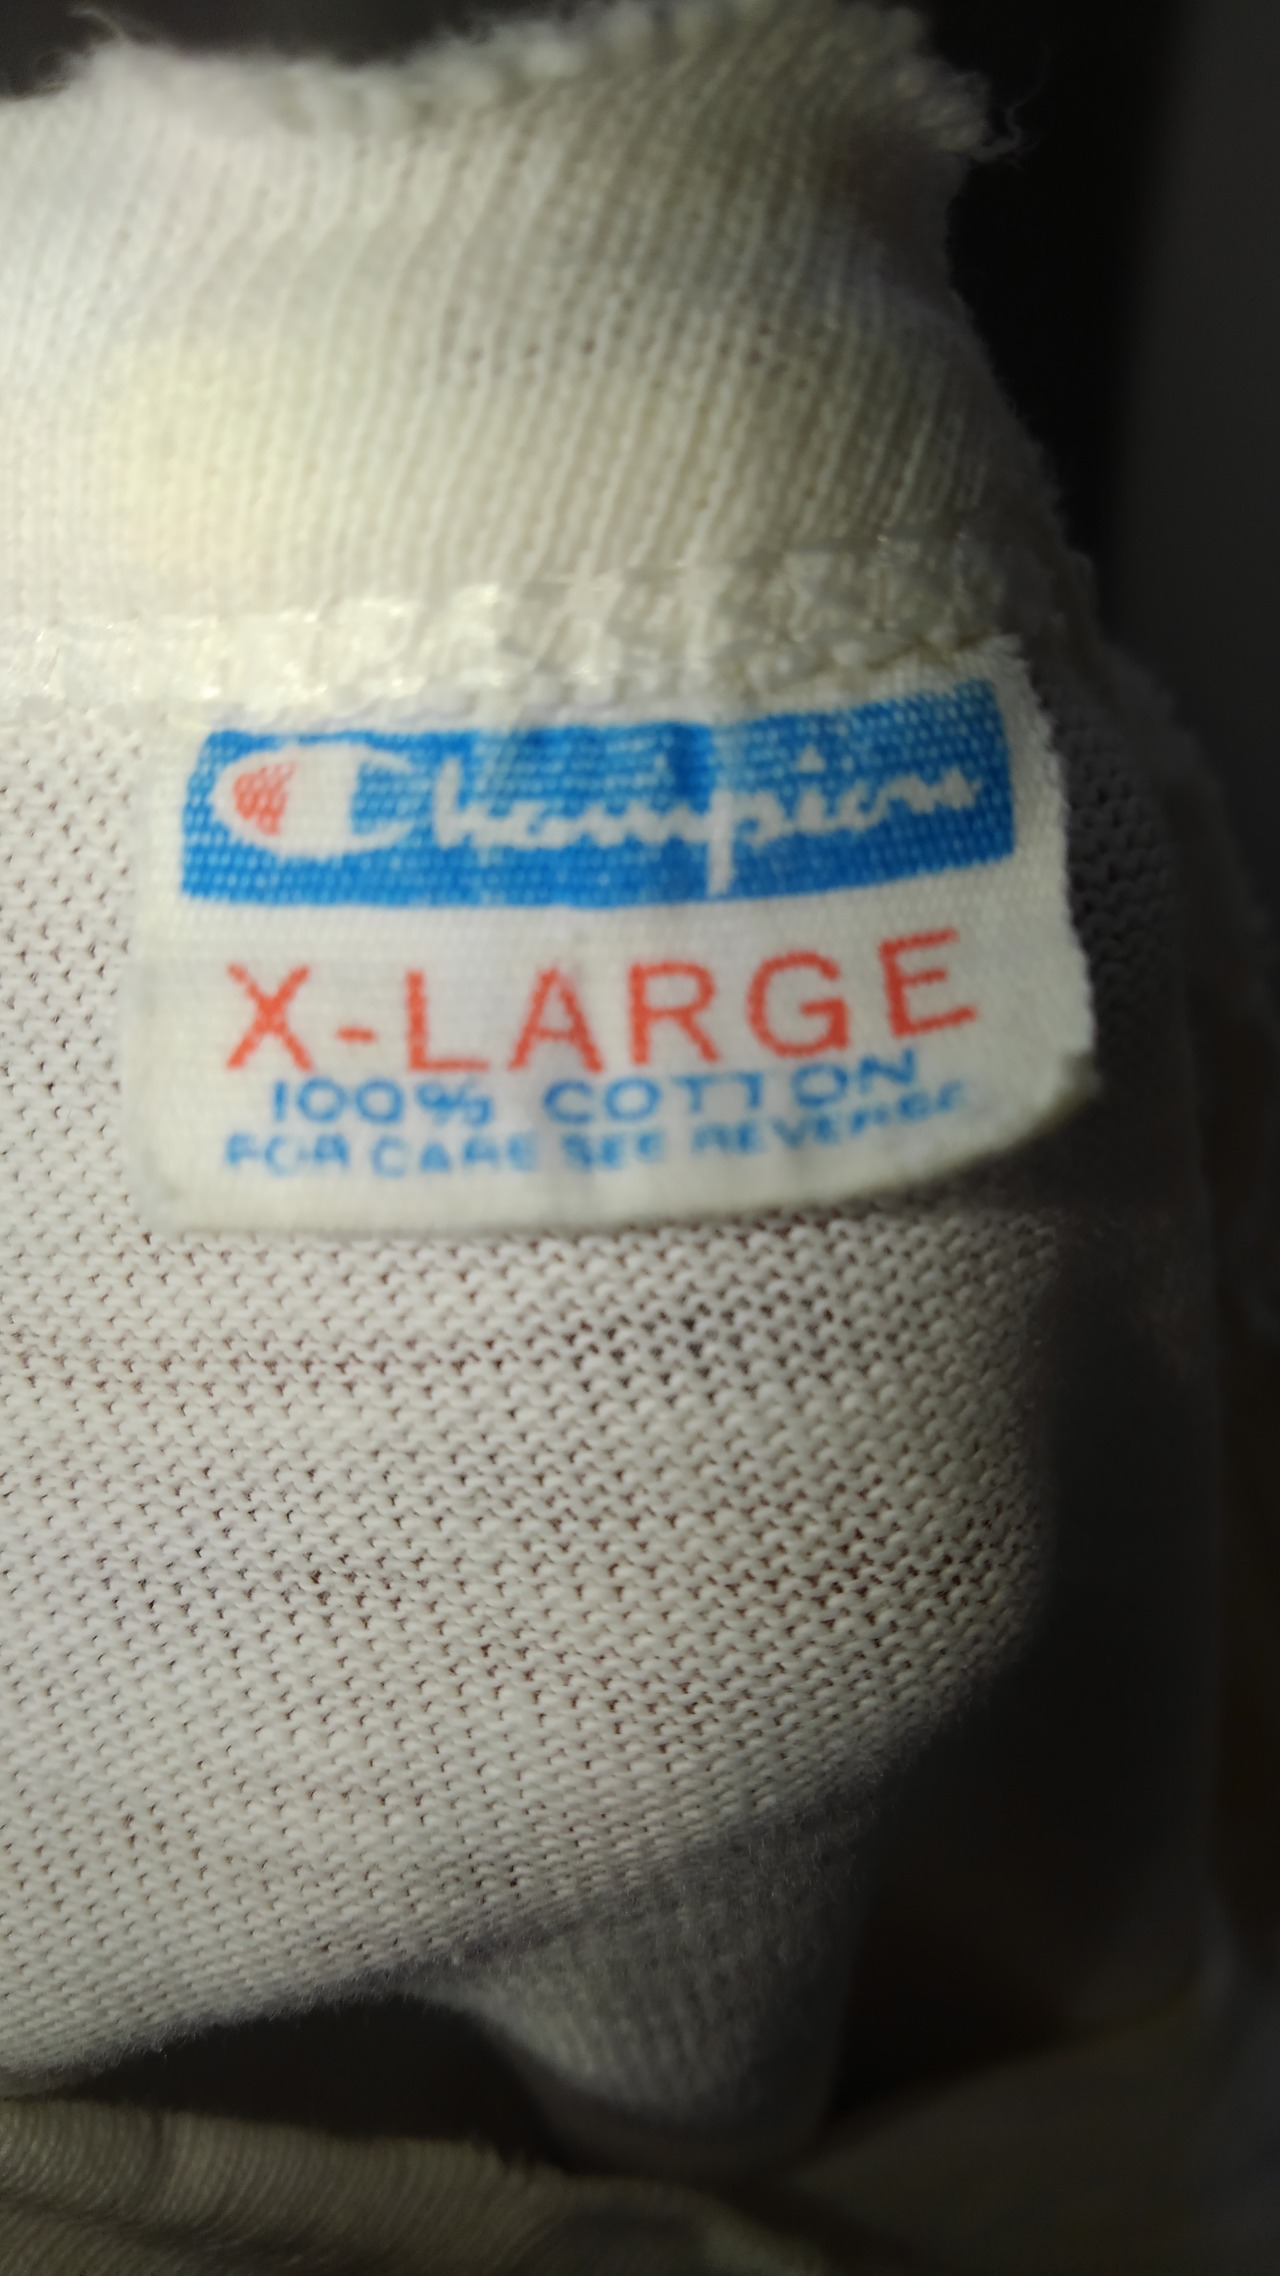 Champion
X-LARGE
100% COTTON
FOR CARE SEE REVERSE